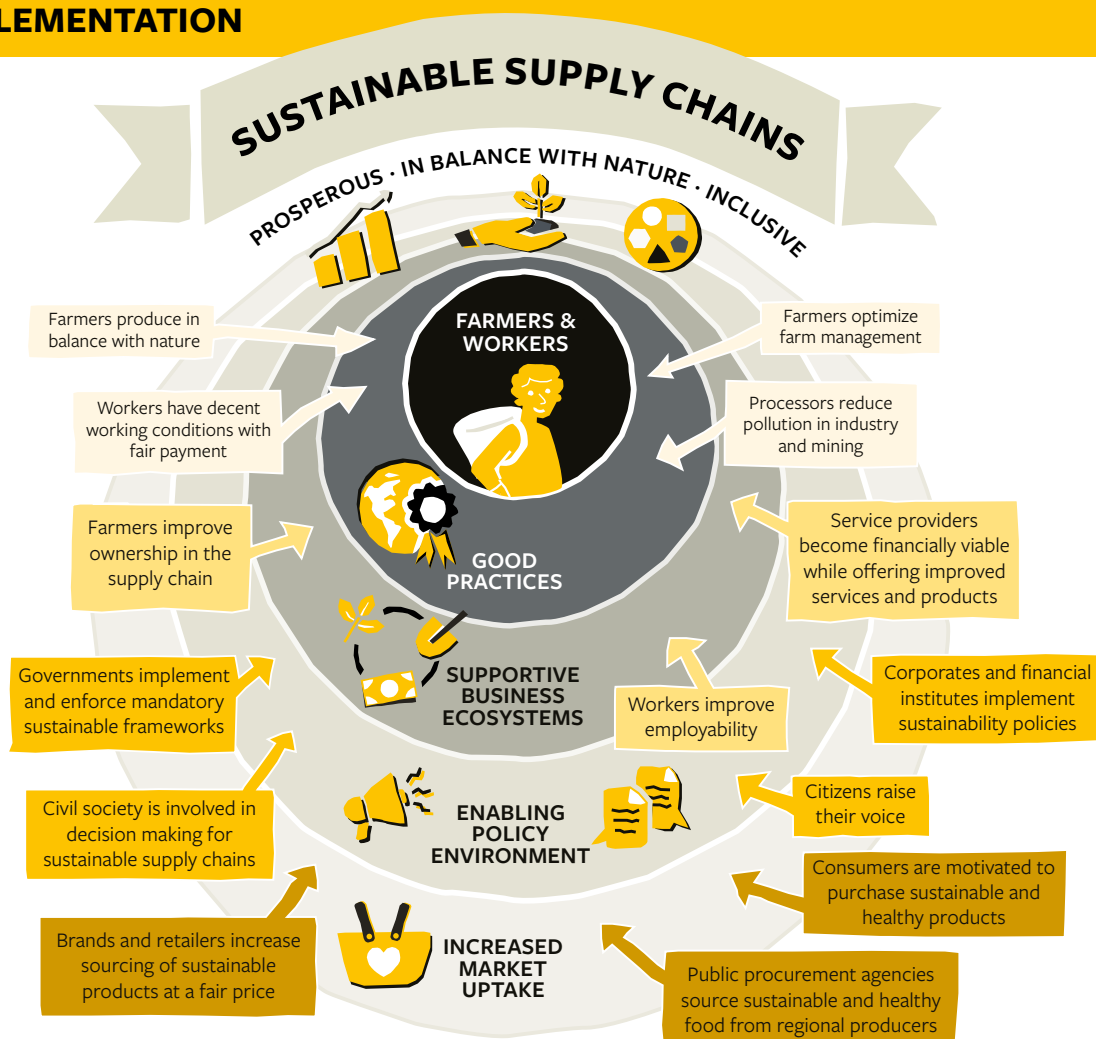 LEMENTATION
SUSTAINABLE SUPPLY CHAINS
PROSPEROUS · IN BALANCE WITH NATURE · INCLUSIVE
FARMERS &
WORKERS
Farmers produce in
balance with nature
Farmers optimize
farm management
Workers have decent
working conditions with
fair payment
Processors reduce
pollution in industry
and mining
GOOD
PRACTICES
Farmers improve
ownership in the
supply chain
Service providers
become financially viable
while offering improved
services and products
SUPPORTIVE
BUSINESS
ECOSYSTEMS
Workers improve
employability
Governments implement
and enforce mandatory
sustainable frameworks
Corporates and financial
institutes implement
sustainability policies
Civil society is involved in
decision making for
sustainable supply chains
ENABLING
POLICY
ENVIRONMENT
Citizens raise
their voice
Consumers are motivated to
purchase sustainable and
healthy products
Brands and retailers increase
sourcing of sustainable
products at a fair price
INCREASED
MARKET
UPTAKE
Public procurement agencies
source sustainable and healthy
food from regional producers